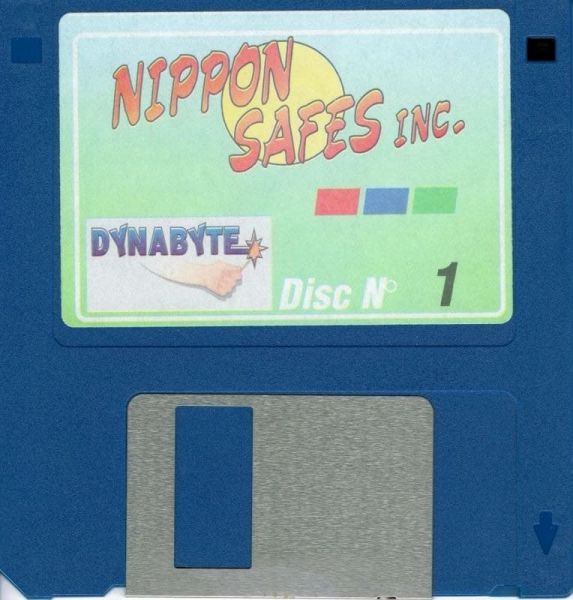 NIPPON
SAFES INC.
DYNABYTE
Disc N° 1